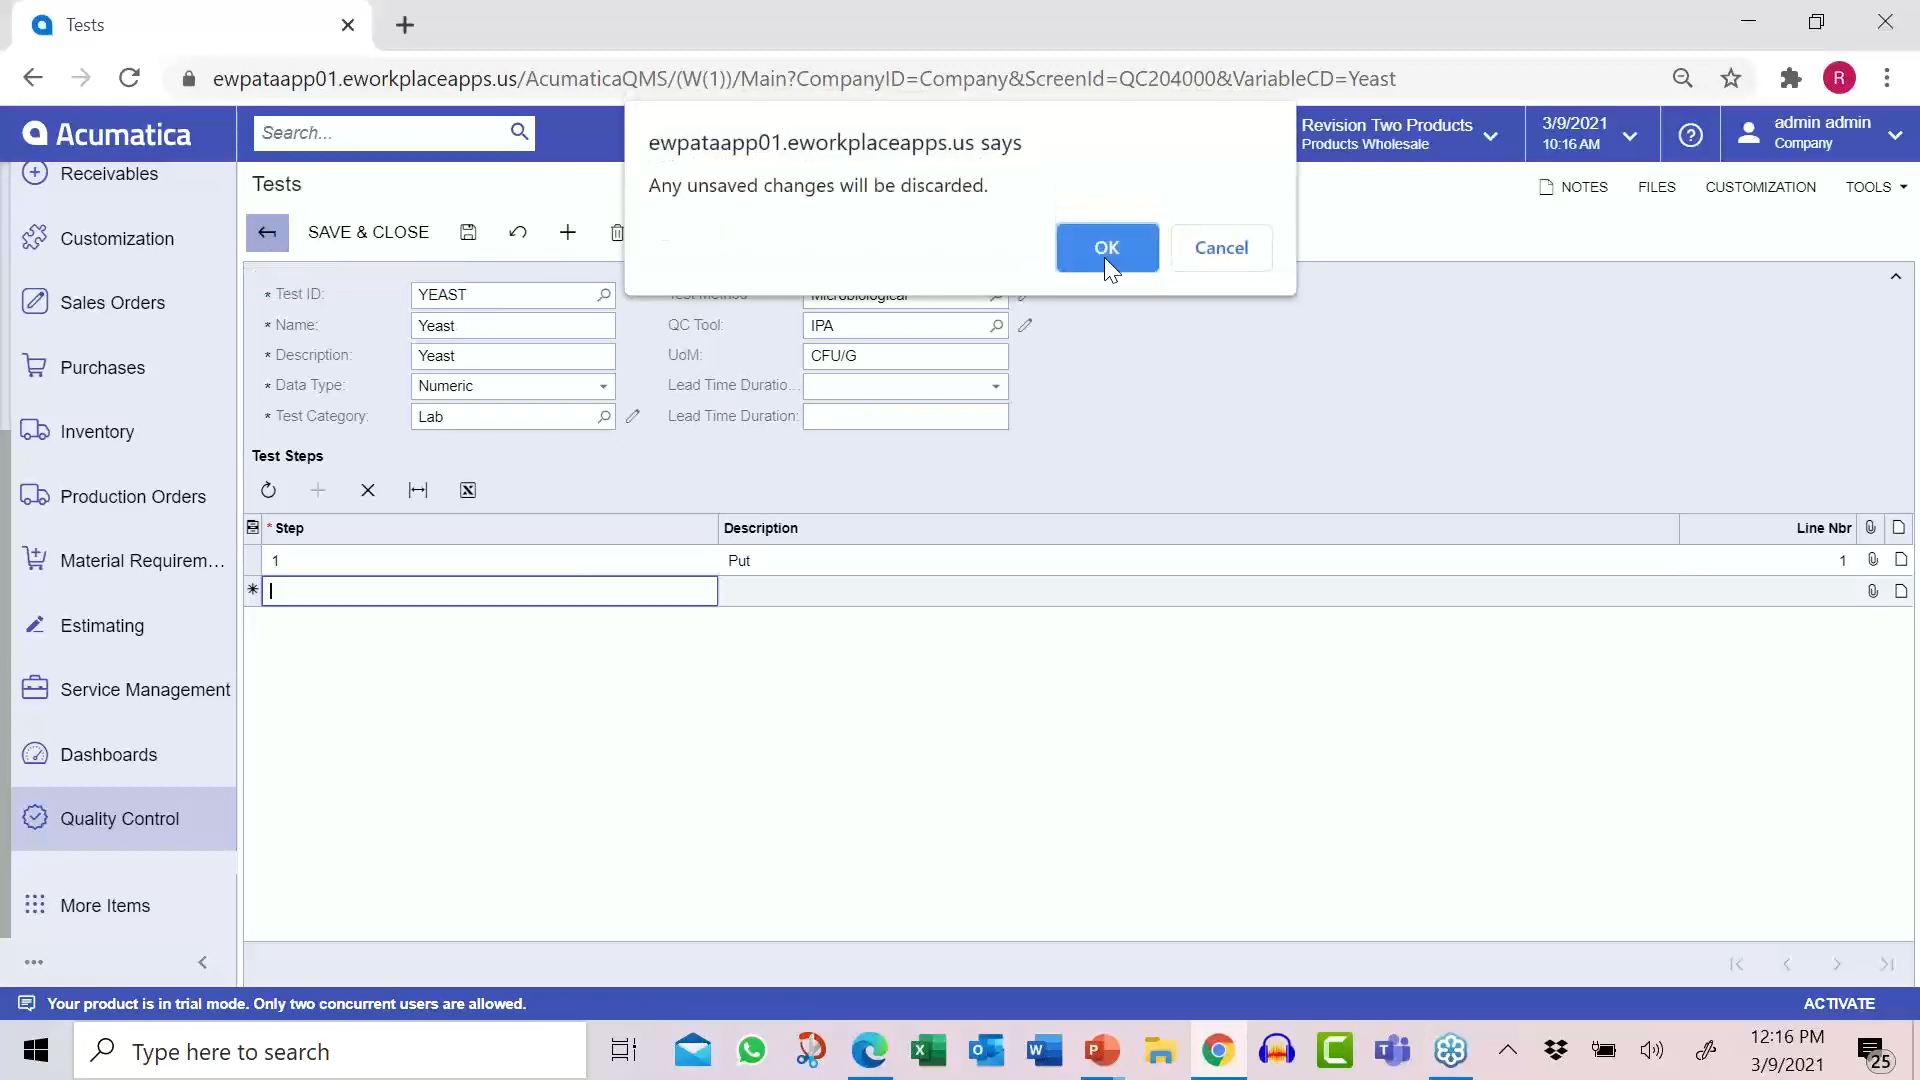 Tests
ewpataapp01.eworkplaceapps.us/AcumaticaQMS/(W(1))/Main?CompanyID=Company&ScreenId=QC204000&VariableCD=Yeast
R
Acumatica
Search...
Revision Two Products
Products Wholesale
3/9/2021
10:16 AM
admin admin
Company
ewpataapp01.eworkplaceapps.us says
Any unsaved changes will be discarded.
OK
Cancel
Receivables
Customization
Sales Orders
Purchases
Inventory
Production Orders
Material Requirem...
Estimating
Service Management
Dashboards
Quality Control
More Items
Tests
NOTES
FILES
CUSTOMIZATION
TOOLS
SAVE & CLOSE
* Test ID:
YEAST
* Name:
Yeast
* Description:
Yeast
* Data Type:
Numeric
* Test Category:
Lab
Test Method
Microbiological
QC Tool:
IPA
UoM:
CFU/G
Lead Time Duratio...
Lead Time Duration:
Test Steps
* Step
Description
Line Nbr
1
Put
1
Your product is in trial mode. Only two concurrent users are allowed.
ACTIVATE
Type here to search
12:16 PM
3/9/2021
25